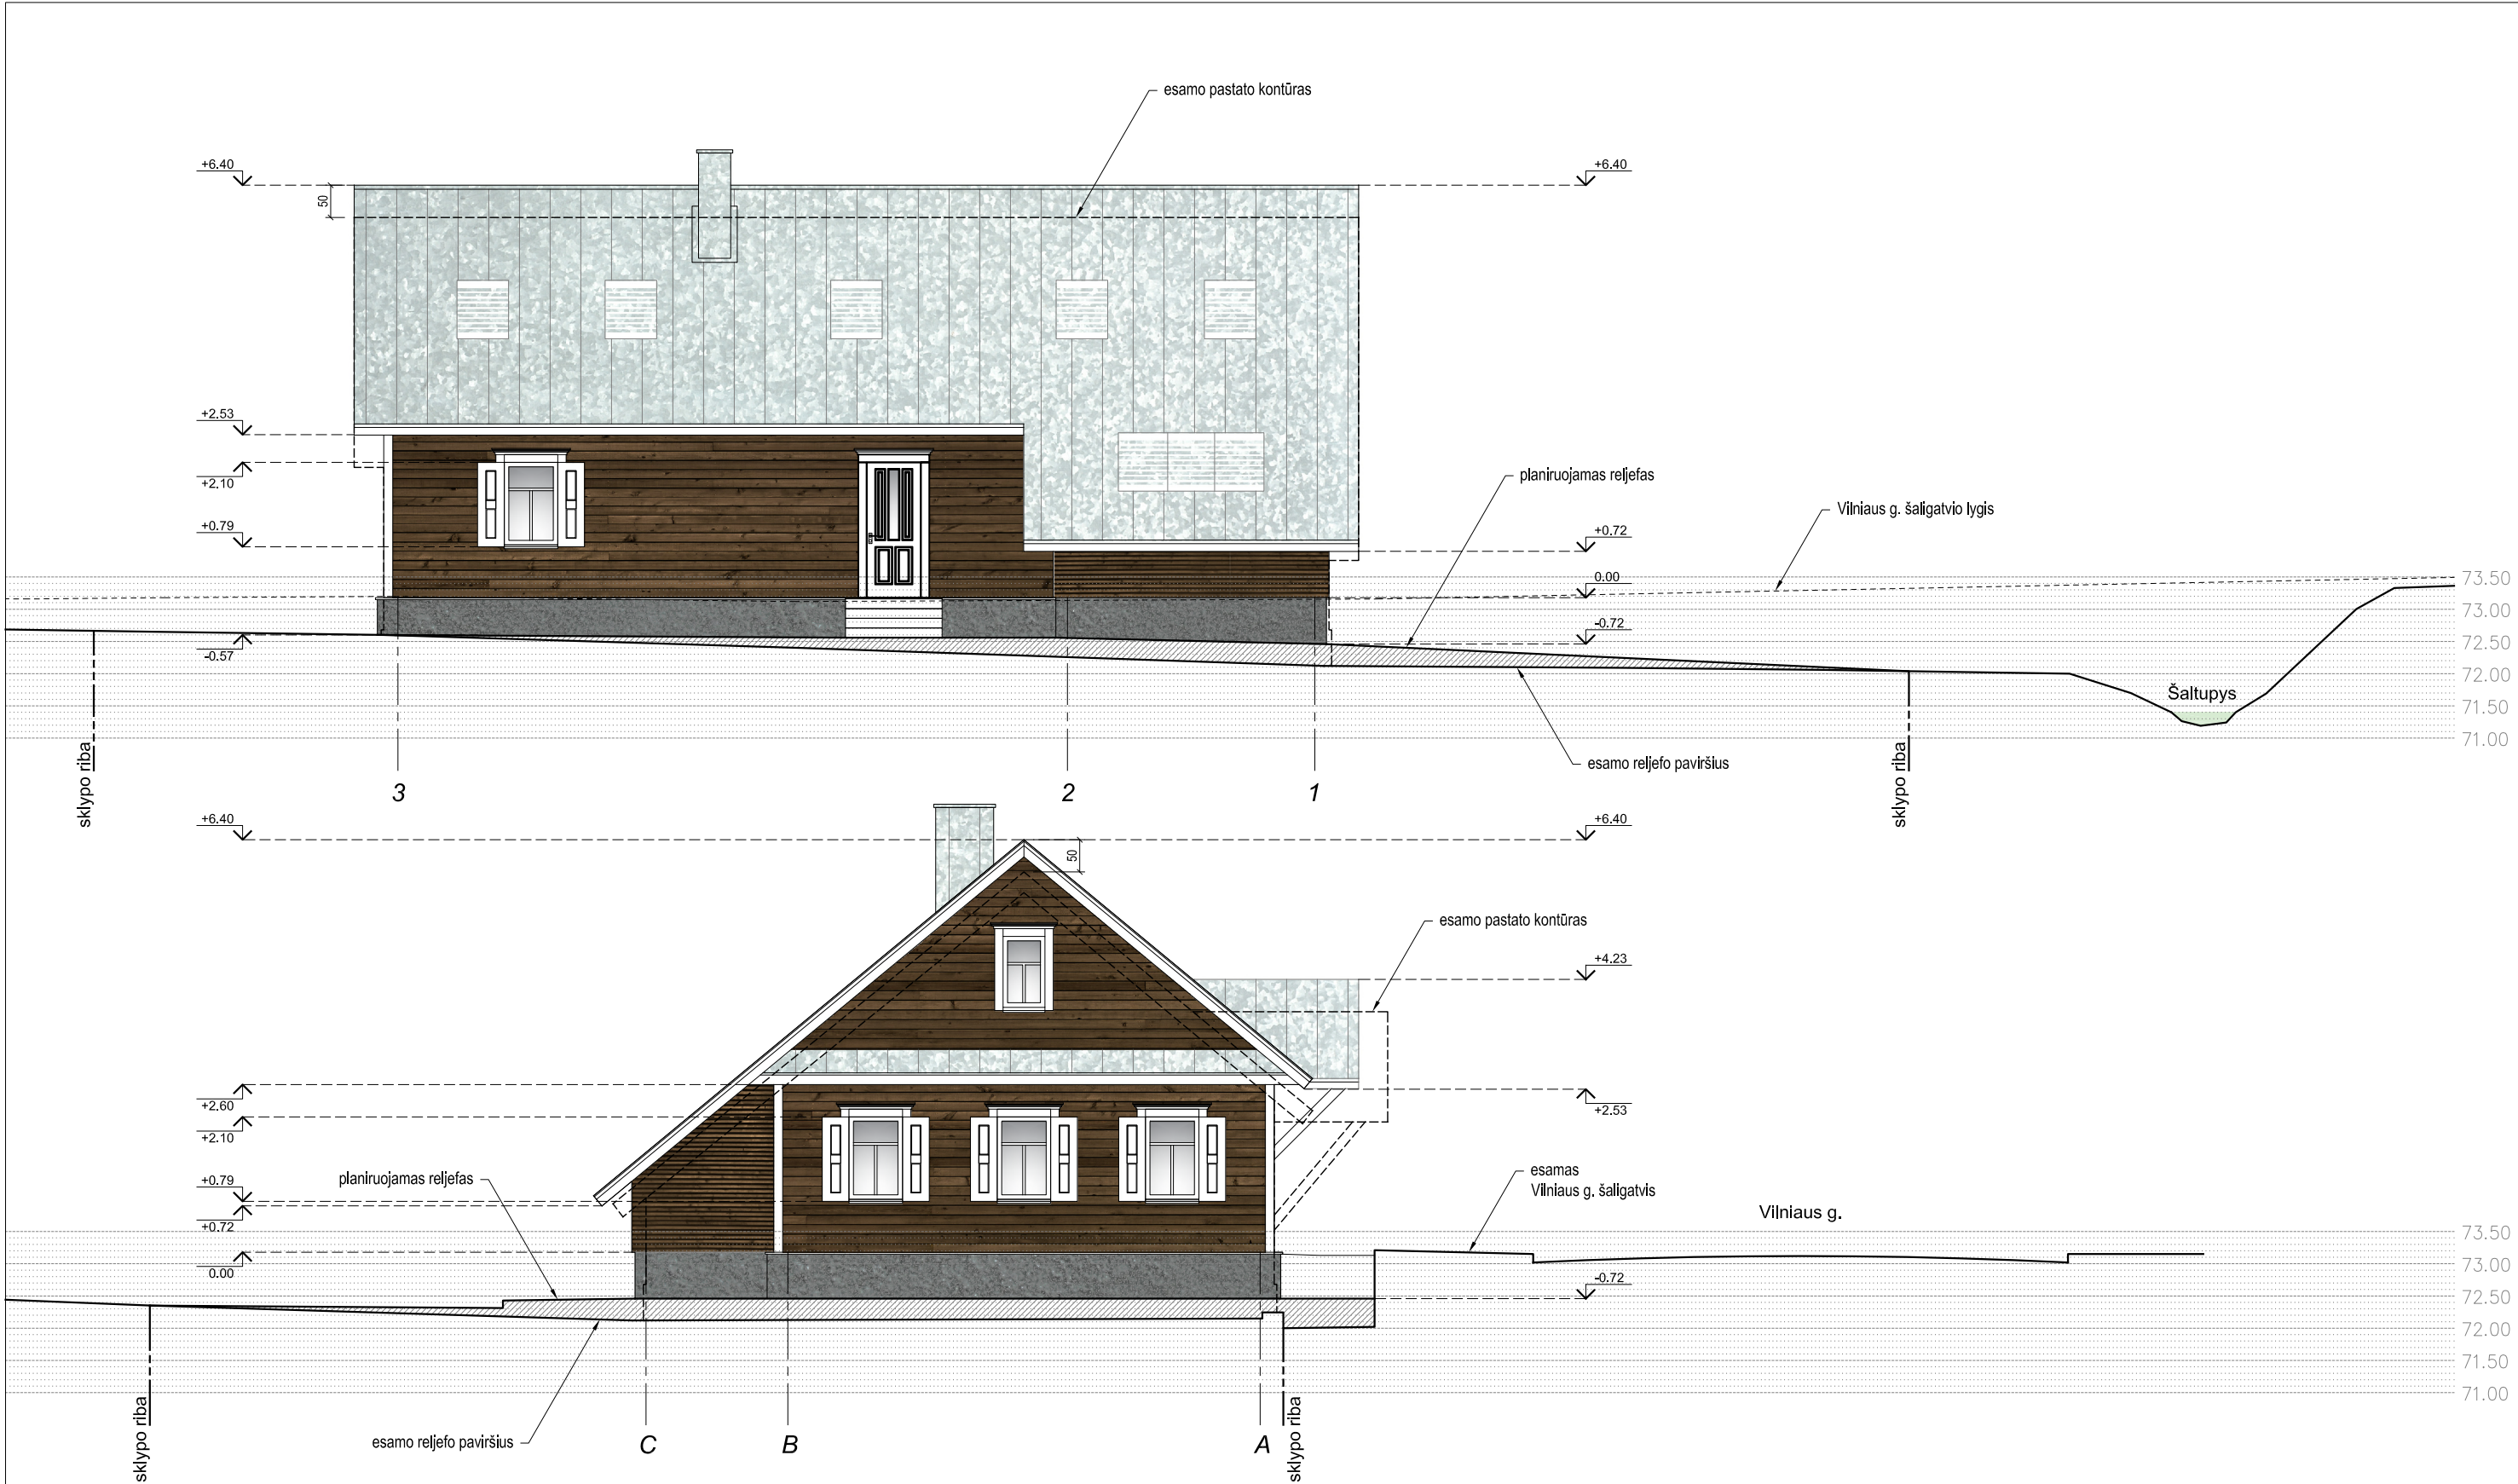 esamo pastato kontūras
+6.40
+6.40
50
+2.53
+2.10
+0.79
planiruojamas reljefas
Vilniaus g. šaligatvio lygis
+0.72
0.00
-0.72
-0.57
73.50
73.00
72.50
72.00
71.50
71.00
Šaltupys
esamo reljefo paviršius
sklypo riba
sklypo riba
3
2
1
+6.40
+6.40
50
esamo pastato kontūras
+4.23
+2.60
+2.53
+2.10
+0.79
+0.72
0.00
planiruojamas reljefas
esamas
Vilniaus g. šaligatvis
Vilniaus g.
-0.72
73.50
73.00
72.50
72.00
71.50
71.00
esamo reljefo paviršius
sklypo riba
sklypo riba
C
B
A